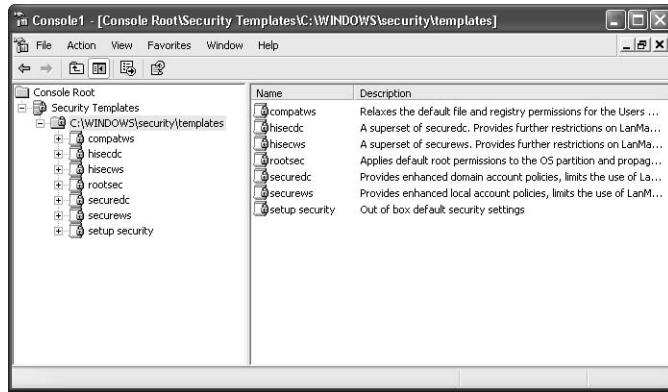 Console1 - [Console Root\Security Templates\C:\WINDOWS\security\templates]
File Action View Favorites Window Help
Console Root
Security Templates
C:\WINDOWS\security\templates
compatws
hisecdc
hisecws
rootsec
securedc
securews
setup security
Name Description
compatws Relaxes the default file and registry permissions for the Users ...
hisecdc A superset of securedc. Provides further restrictions on LanMa...
hisecws A superset of securews. Provides further restrictions on LanMa...
rootsec Applies default root permissions to the OS partition and propag...
securedc Provides enhanced domain account policies, limits the use of La...
securews Provides enhanced local account policies, limits the use of LanM...
setup security Out of box default security settings